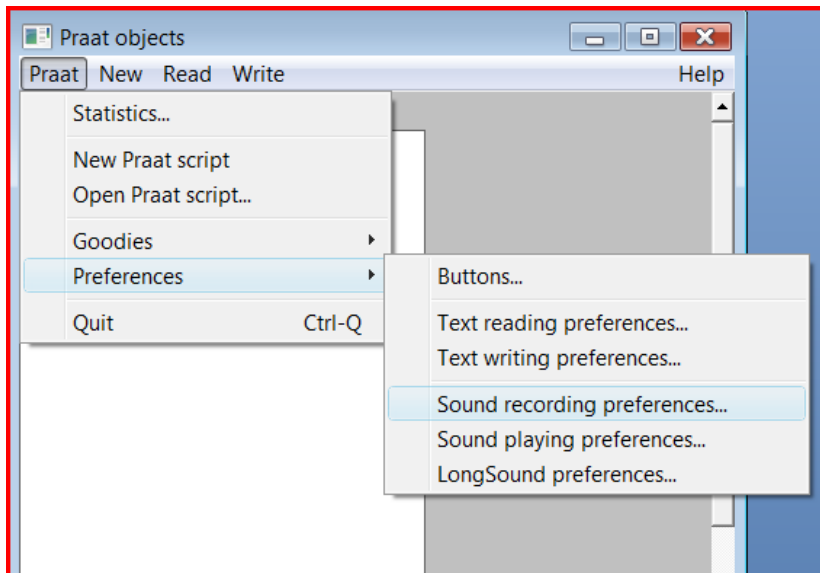 Praat objects
Praat New Read Write Help
Statistics...
New Praat script
Open Praat script...
Goodies
Preferences
Quit Ctrl-Q
Buttons...
Text reading preferences...
Text writing preferences...
Sound recording preferences...
Sound playing preferences...
LongSound preferences...